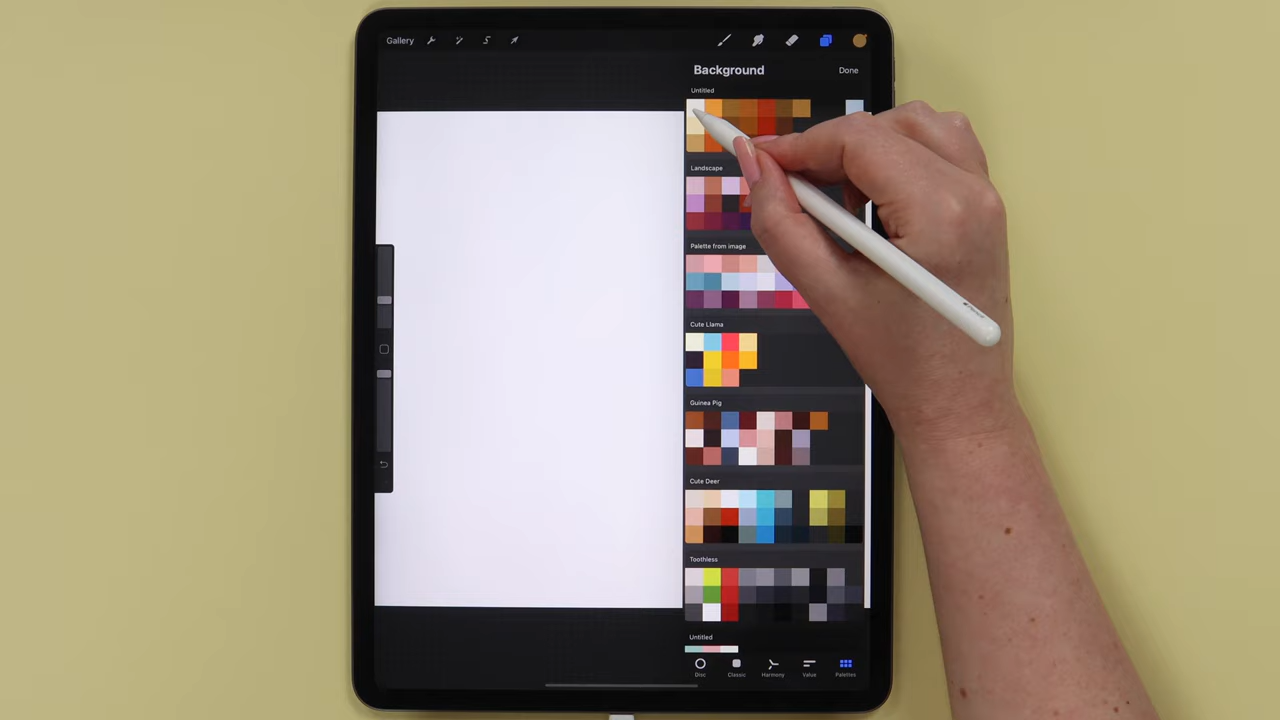 Gallery
Background
Done
Untitled
Landscape
Palette from image
Cute Llama
Guinea Pig
Cute Deer
Toothless
Untitled
Disc
Classic
Harmony
Value
Palettes